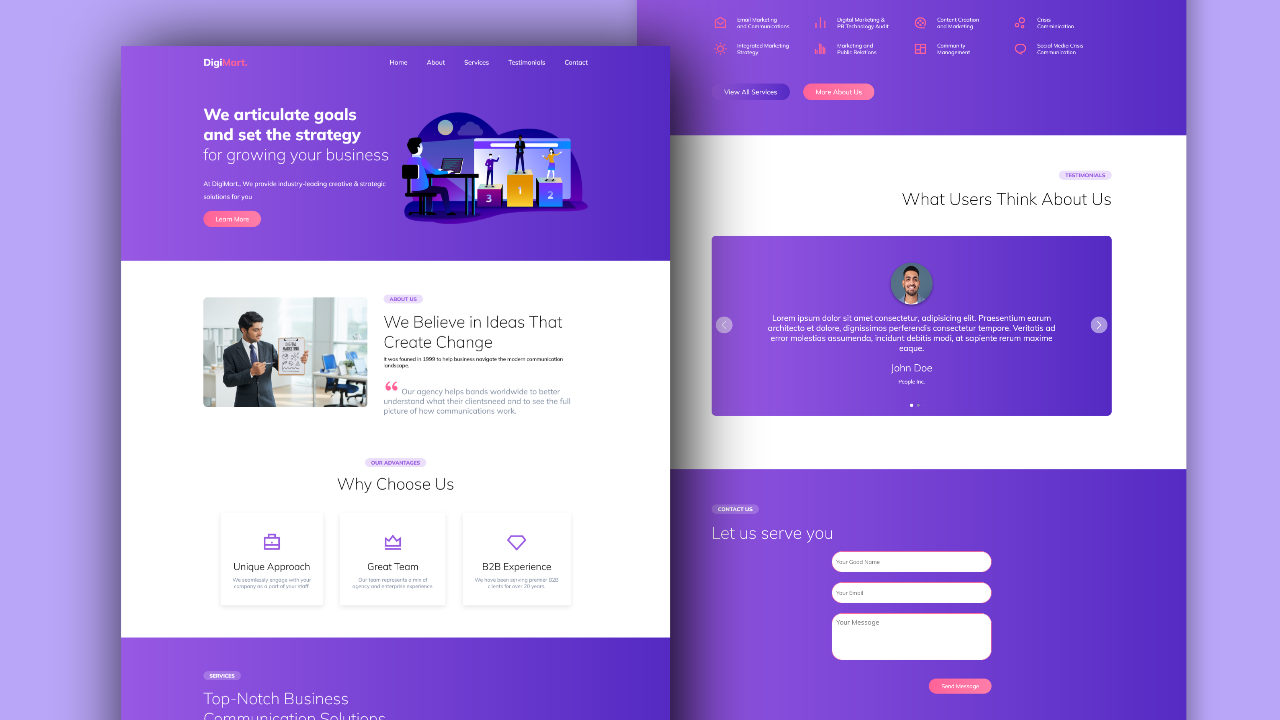 DigiMart.
Home
About
Services
Testimonials
Contact
We articulate goals
and set the strategy
for growing your business
At DigiMart.. We provide industry-leading creative & strategic
solutions for you
Learn More
3
1
2
ABOUT US
We Believe in Ideas That
Create Change
It was founed in 1999 to help business navigate the modern communication
landscape.
“ Our agency helps bands worldwide to better
understand what their clientsneed and to see the full
picture of how communications work.
OUR ADVANTAGES
Why Choose Us
Unique Approach
We seamlessly engage with your
company as a part of your staff
Great Team
Our team represents a mix of
agency and enterprise experience.
B2B Experience
We have been serving premier B2B
clients for over 20 years
SERVICES
Top-Notch Business
Communication Solutions
Email Marketing
and Communications
Digital Marketing &
PR Technology Audit
Content Creation
and Marketing
Crisis
Comminication
Integrated Marketing
Strategy
Marketing and
Public Relations
Community
Management
Social Media Crisis
Communication
View All Services
More About Us
TESTIMONIALS
What Users Think About Us
Lorem ipsum dolor sit amet consectetur, adipisicing elit. Praesentium earum
architecto et dolore, dignissimos perferendis consectetur tempore. Veritatis ad
error molestias assumenda, incidunt debitis modi, at sapiente rerum maxime
eaque.
John Doe
People Inc.
CONTACT US
Let us serve you
Your Good Name
Your Email
Your Message
Send Message